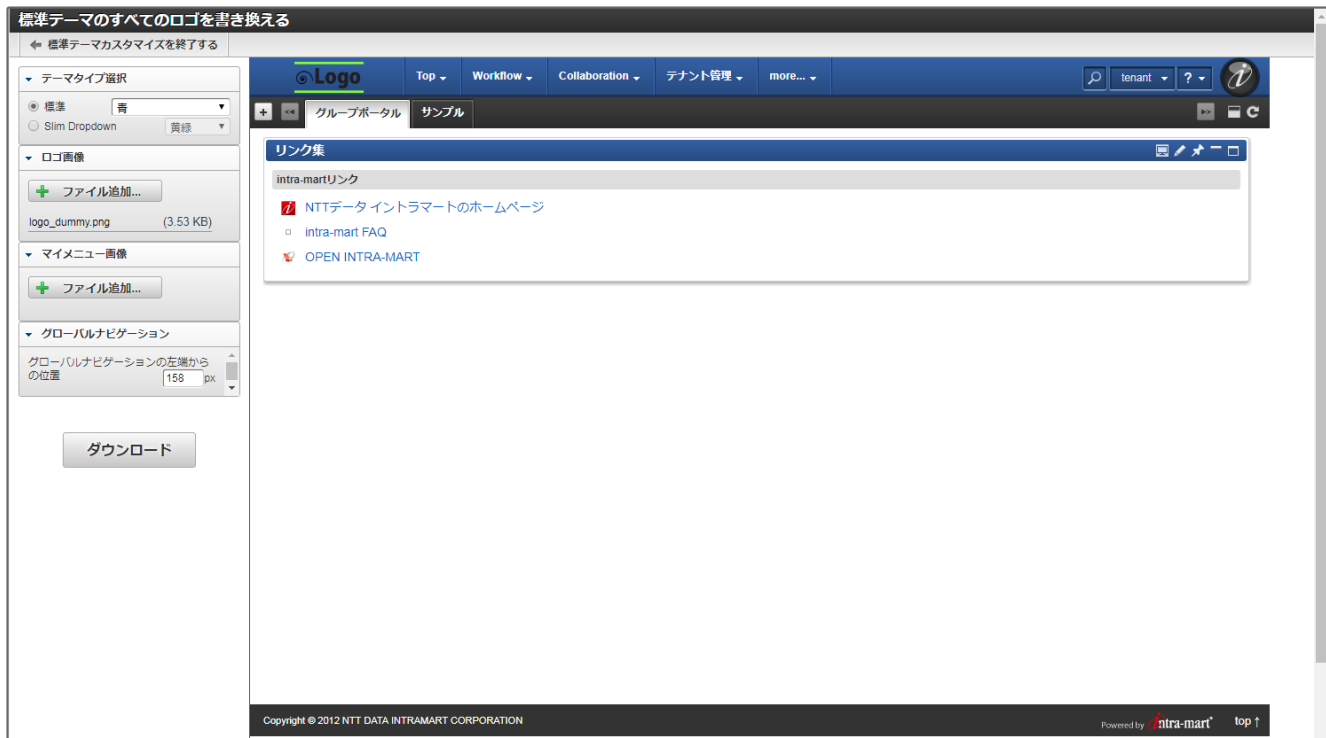 標準テーマのすべてのロゴを書き換える
標準テーマカスタマイズを終了する
テーマタイプ選択
標準 青
Slim Dropdown 黄緑
ロゴ画像
ファイル追加...
logo_dummy.png (3.53 KB)
マイメニュー画像
ファイル追加...
グローバルナビゲーション
グローバルナビゲーションの左端から
の位置 158 px
ダウンロード
Logo Top Workflow Collaboration テナント管理 more... tenant ?
グループポータル サンプル
リンク集
intra-martリンク
NTTデータ イントラマートのホームページ
intra-mart FAQ
OPEN INTRA-MART
Copyright © 2012 NTT DATA INTRAMART CORPORATION
Powered by intra-mart top ↑